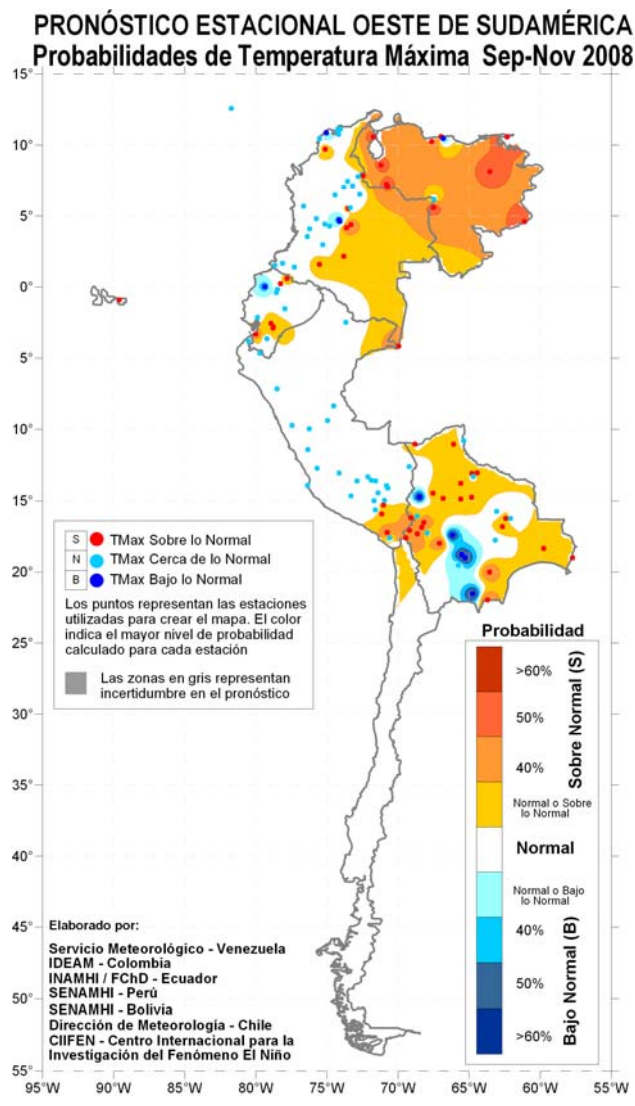 PRONÓSTICO ESTACIONAL OESTE DE SUDAMÉRICA
Probabilidades de Temperatura Máxima Sep-Nov 2008
15°
10°
5°
0°
5°
10°
15°
20°
25°
30°
35°
40°
45°
50°
55°
S TMax Sobre lo Normal
N TMax Cerca de lo Normal
B TMax Bajo lo Normal
Los puntos representan las estaciones
utilizadas para crear el mapa. El color
indica el mayor nivel de probabilidad
calculado para cada estación
Las zonas en gris representan
incertidumbre en el pronóstico
Probabilidad
>60%
50%
40%
Sobre Normal (S)
Normal o Sobre
lo Normal
Normal
Normal o Bajo
lo Normal
40%
50%
>60%
Bajo Normal (B)
Elaborado por:
Servicio Meteorológico - Venezuela
IDEAM - Colombia
INAMHI / FChD - Ecuador
SENAMHI - Perú
SENAMHI - Bolivia
Dirección de Meteorología - Chile
CIIFEN - Centro Internacional para la
Investigación del Fenómeno El Niño
95°W 90°W 85°W 80°W 75°W 70°W 65°W 60°W 55°W